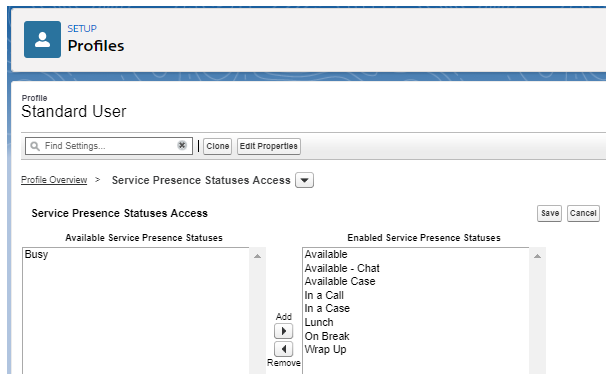 SETUP
Profiles
Profile
Standard User
Find Settings...
Clone
Edit Properties
Profile Overview > Service Presence Statuses Access
Service Presence Statuses Access
Save
Cancel
Available Service Presence Statuses
Busy
Add
Remove
Enabled Service Presence Statuses
Available
Available - Chat
Available Case
In a Call
In a Case
Lunch
On Break
Wrap Up